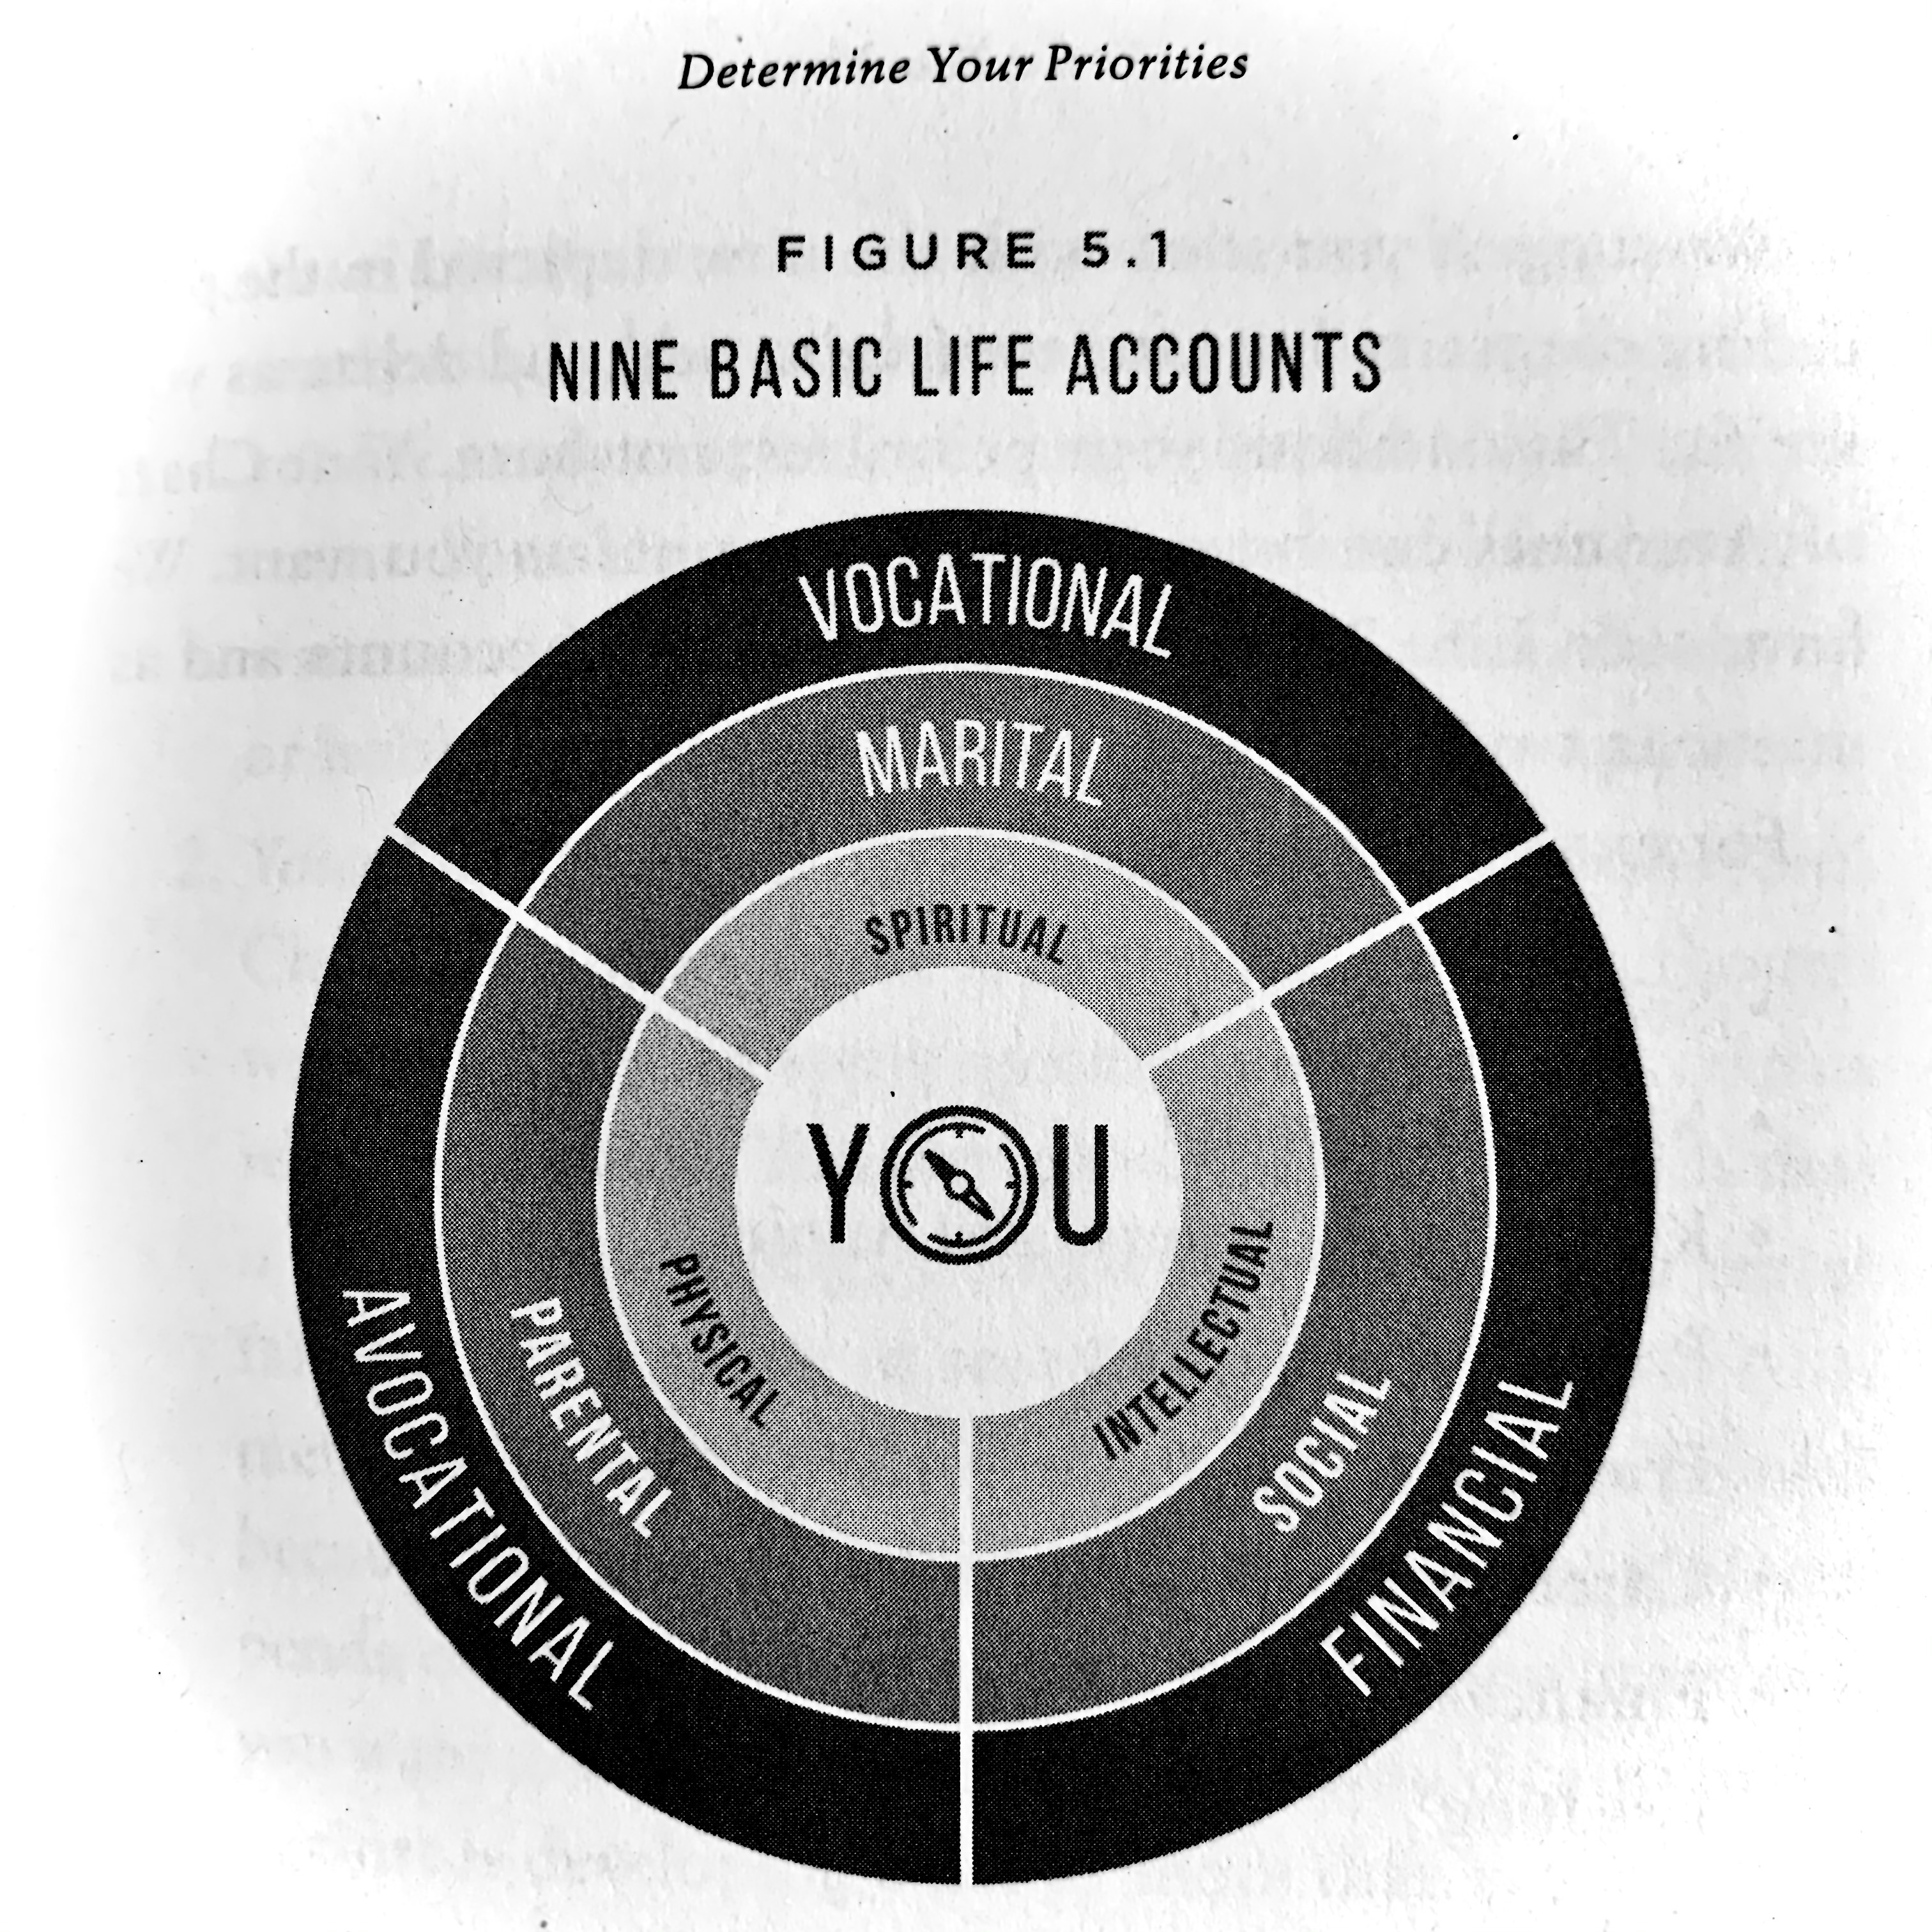 Determine Your Priorities
FIGURE 5.1
NINE BASIC LIFE ACCOUNTS
VOCATIONAL
MARITAL
SPIRITUAL
YOU
PHYSICAL
INTELLECTUAL
PARENTAL
SOCIAL
AVOCATIONAL
FINANCIAL